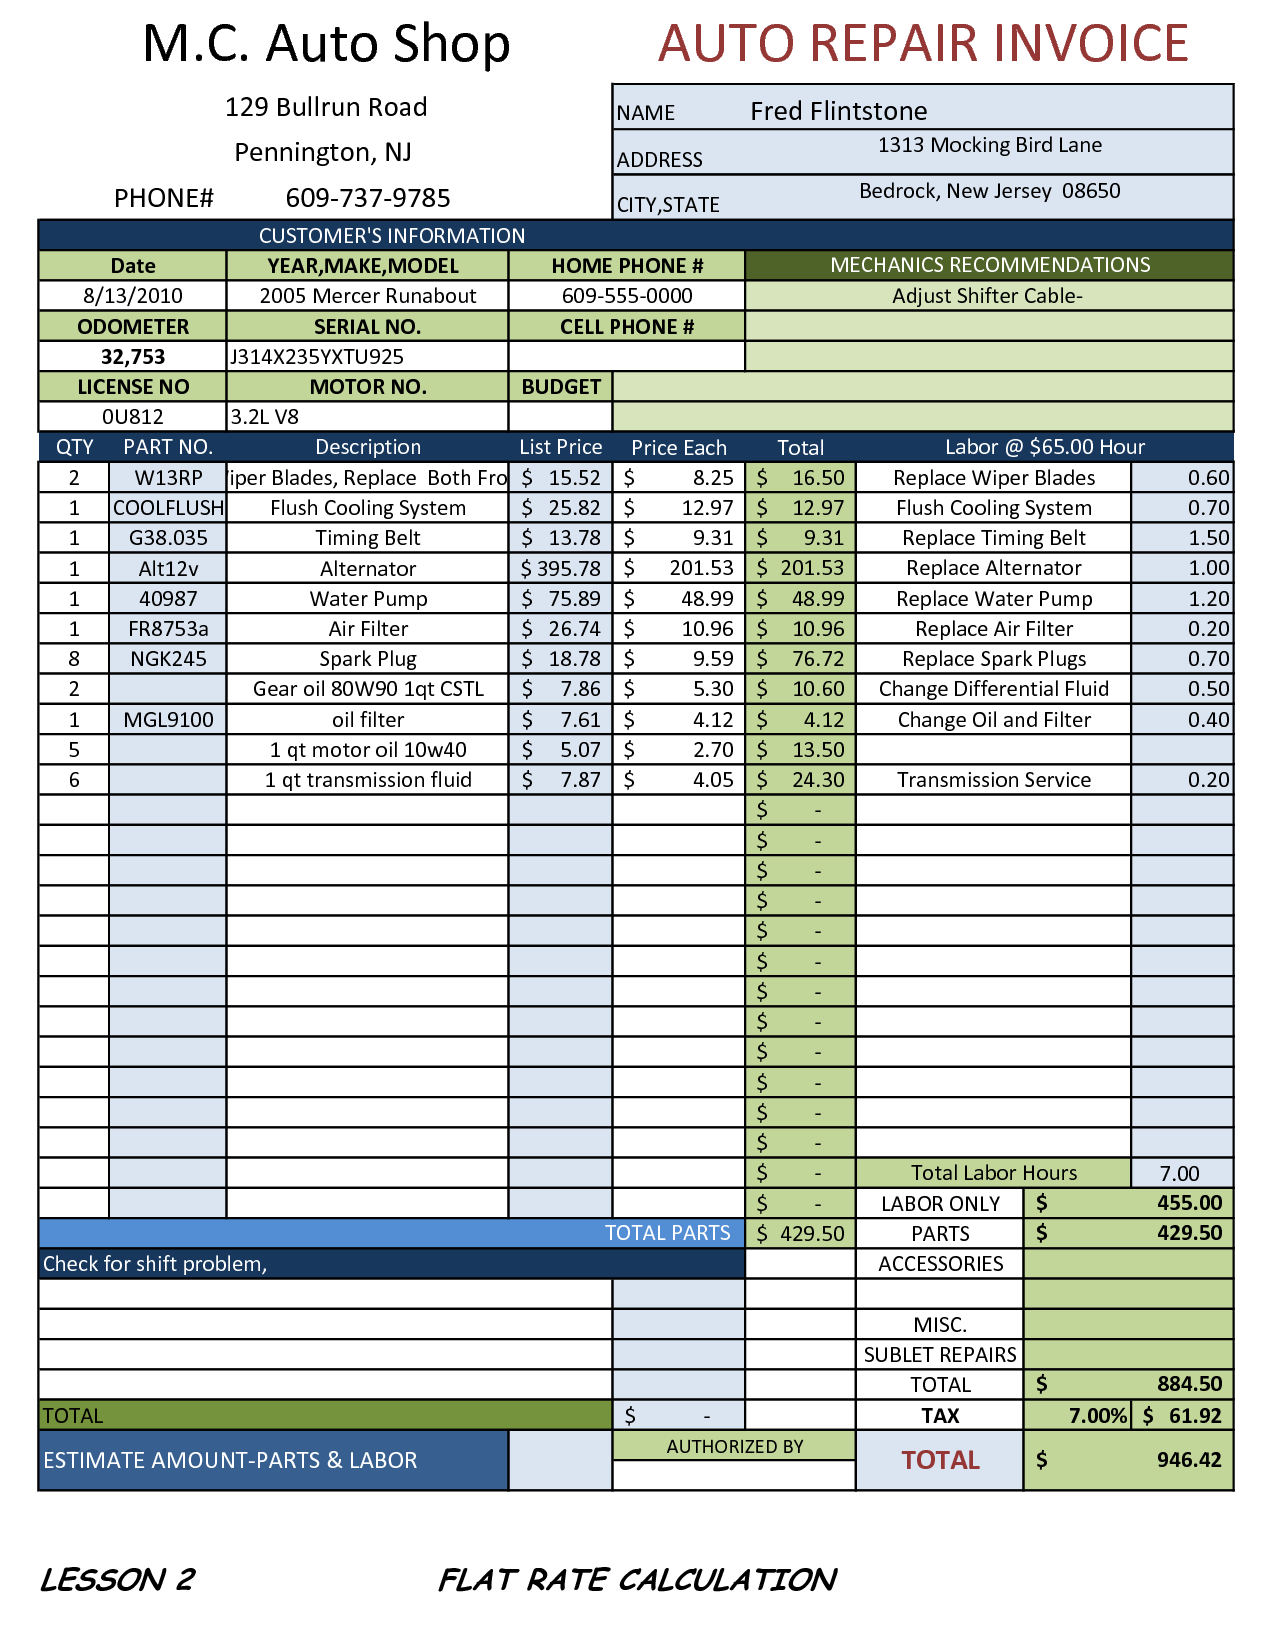 M.C. Auto Shop AUTO REPAIR INVOICE
129 Bullrun Road
NAME Fred Flintstone
Pennington, NJ
ADDRESS 1313 Mocking Bird Lane
PHONE# 609-737-9785
CITY,STATE Bedrock, New Jersey 08650
CUSTOMER'S INFORMATION
Date YEAR,MAKE,MODEL HOME PHONE # MECHANICS RECOMMENDATIONS
8/13/2010 2005 Mercer Runabout 609-555-0000 Adjust Shifter Cable-
ODOMETER SERIAL NO. CELL PHONE #
32,753 J314X235YXTU925
LICENSE NO MOTOR NO. BUDGET
0U812 3.2L V8
QTY PART NO. Description List Price Price Each Total Labor @ $65.00 Hour
2 W13RP iper Blades, Replace Both Fro $ 15.52 $ 8.25 $ 16.50 Replace Wiper Blades 0.60
1 COOLFLUSH Flush Cooling System $ 25.82 $ 12.97 $ 12.97 Flush Cooling System 0.70
1 G38.035 Timing Belt $ 13.78 $ 9.31 $ 9.31 Replace Timing Belt 1.50
1 Alt12v Alternator $ 395.78 $ 201.53 $ 201.53 Replace Alternator 1.00
1 40987 Water Pump $ 75.89 $ 48.99 $ 48.99 Replace Water Pump 1.20
1 FR8753a Air Filter $ 26.74 $ 10.96 $ 10.96 Replace Air Filter 0.20
8 NGK245 Spark Plug $ 18.78 $ 9.59 $ 76.72 Replace Spark Plugs 0.70
2 Gear oil 80W90 1qt CSTL $ 7.86 $ 5.30 $ 10.60 Change Differential Fluid 0.50
1 MGL9100 oil filter $ 7.61 $ 4.12 $ 4.12 Change Oil and Filter 0.40
5 1 qt motor oil 10w40 $ 5.07 $ 2.70 $ 13.50
6 1 qt transmission fluid $ 7.87 $ 4.05 $ 24.30 Transmission Service 0.20
$ -
$ -
$ -
$ -
$ -
$ -
$ -
$ -
$ -
$ -
$ -
$ -
$ - Total Labor Hours 7.00
$ - LABOR ONLY $ 455.00
TOTAL PARTS $ 429.50 PARTS $ 429.50
Check for shift problem, ACCESSORIES
MISC.
SUBLET REPAIRS
TOTAL $ 884.50
TOTAL $ - TAX 7.00% $ 61.92
ESTIMATE AMOUNT-PARTS & LABOR AUTHORIZED BY TOTAL $ 946.42
LESSON 2 FLAT RATE CALCULATION